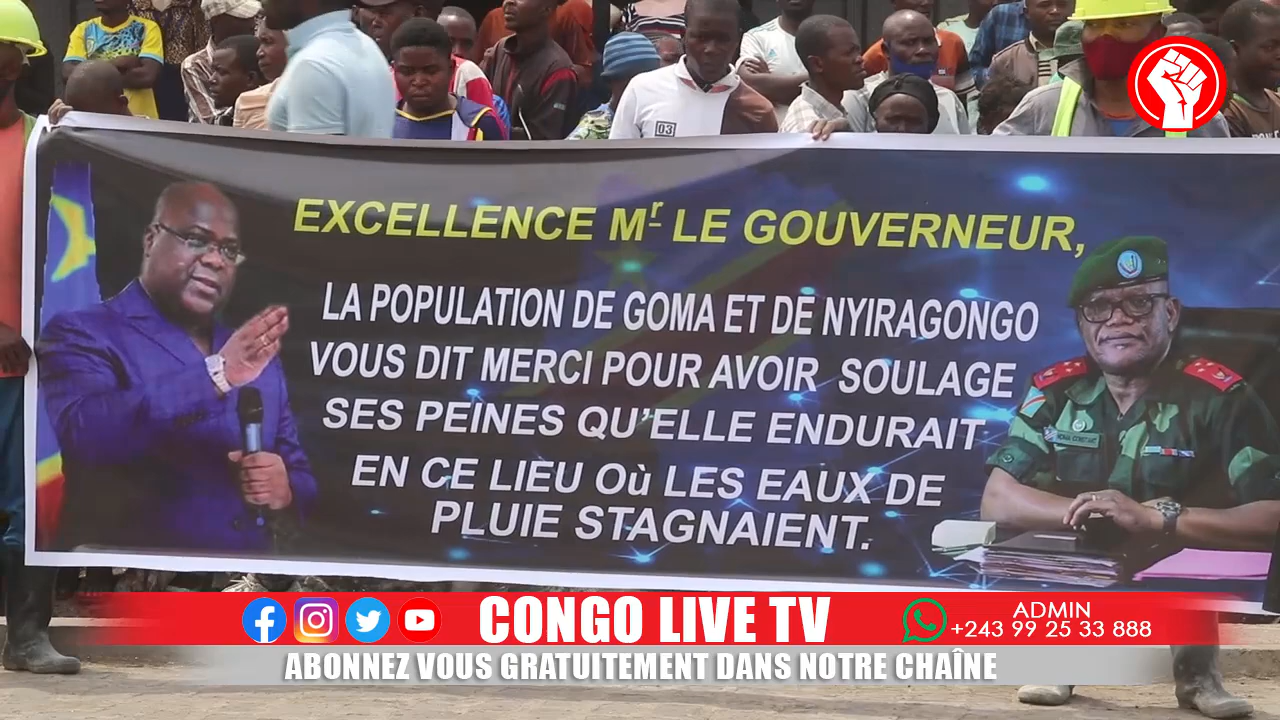 03
EXCELLENCE Mr LE GOUVERNEUR,
LA POPULATION DE GOMA ET DE NYIRAGONGO
VOUS DIT MERCI POUR AVOIR SOULAGE
SES PEINES QU'ELLE ENDURAIT
EN CE LIEU Où LES EAUX DE
PLUIE STAGNAIENT.
CONGO LIVE TV
ADMIN
+243 99 25 33 888
ABONNEZ VOUS GRATUITEMENT DANS NOTRE CHAÎNE